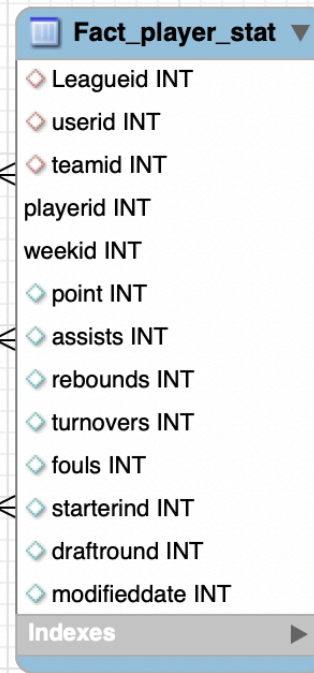 Fact_player_stat
Leagueid INT
userid INT
teamid INT
playerid INT
weekid INT
point INT
assists INT
rebounds INT
turnovers INT
fouls INT
starterind INT
draftround INT
modifieddate INT
Indexes